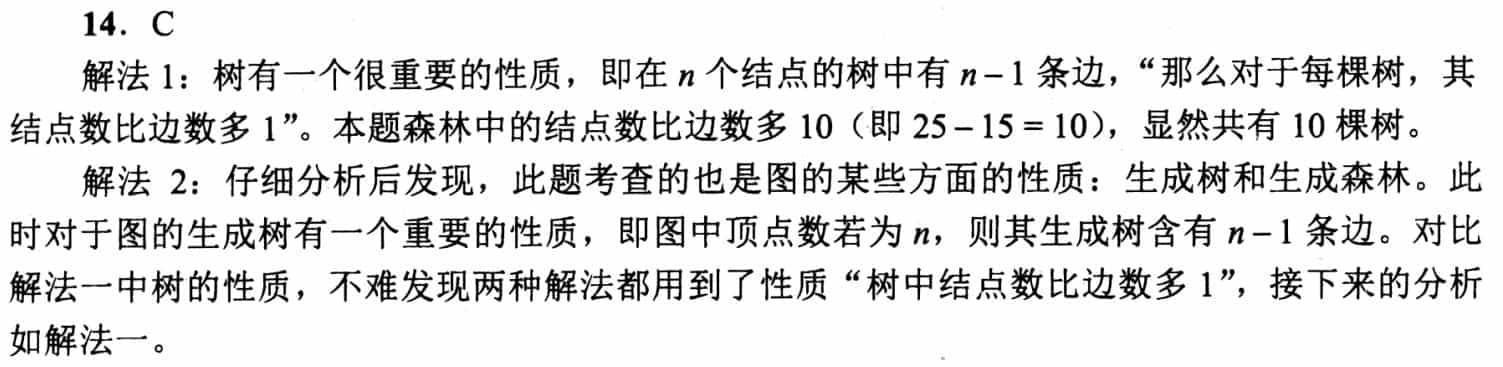 14．C
解法 1：树有一个很重要的性质，即在 n 个结点的树中有 n－1 条边，“那么对于每棵树，其
结点数比边数多 1”。本题森林中的结点数比边数多 10（即 25－15 = 10），显然共有 10 棵树。
解法 2：仔细分析后发现，此题考查的也是图的某些方面的性质：生成树和生成森林。此
时对于图的生成树有一个重要的性质，即图中顶点数若为 n，则其生成树含有 n－1 条边。对比
解法一中树的性质，不难发现两种解法都用到了性质“树中结点数比边数多 1”，接下来的分析
如解法一。